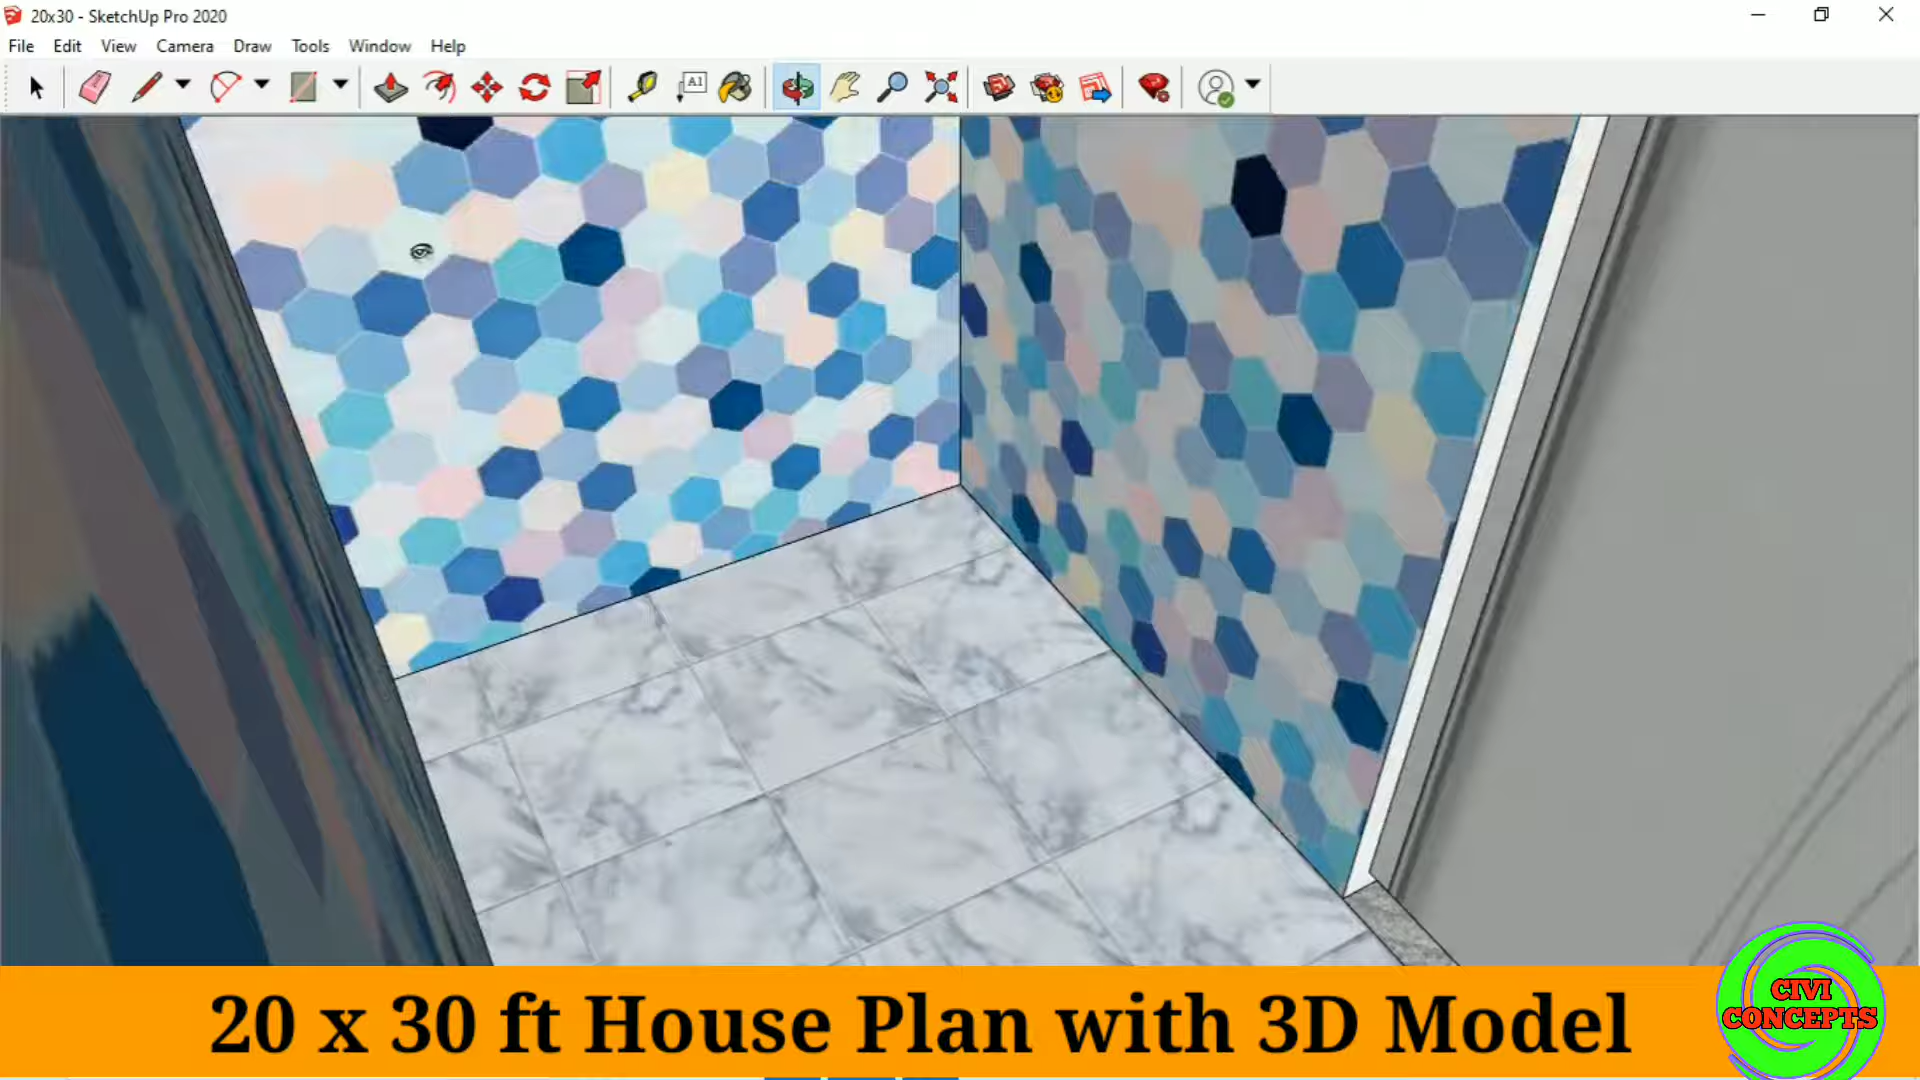 20x30 - SketchUp Pro 2020
File Edit View Camera Draw Tools Window Help
A1
20 x 30 ft House Plan with 3D Model
CIVI
CONCEPTS